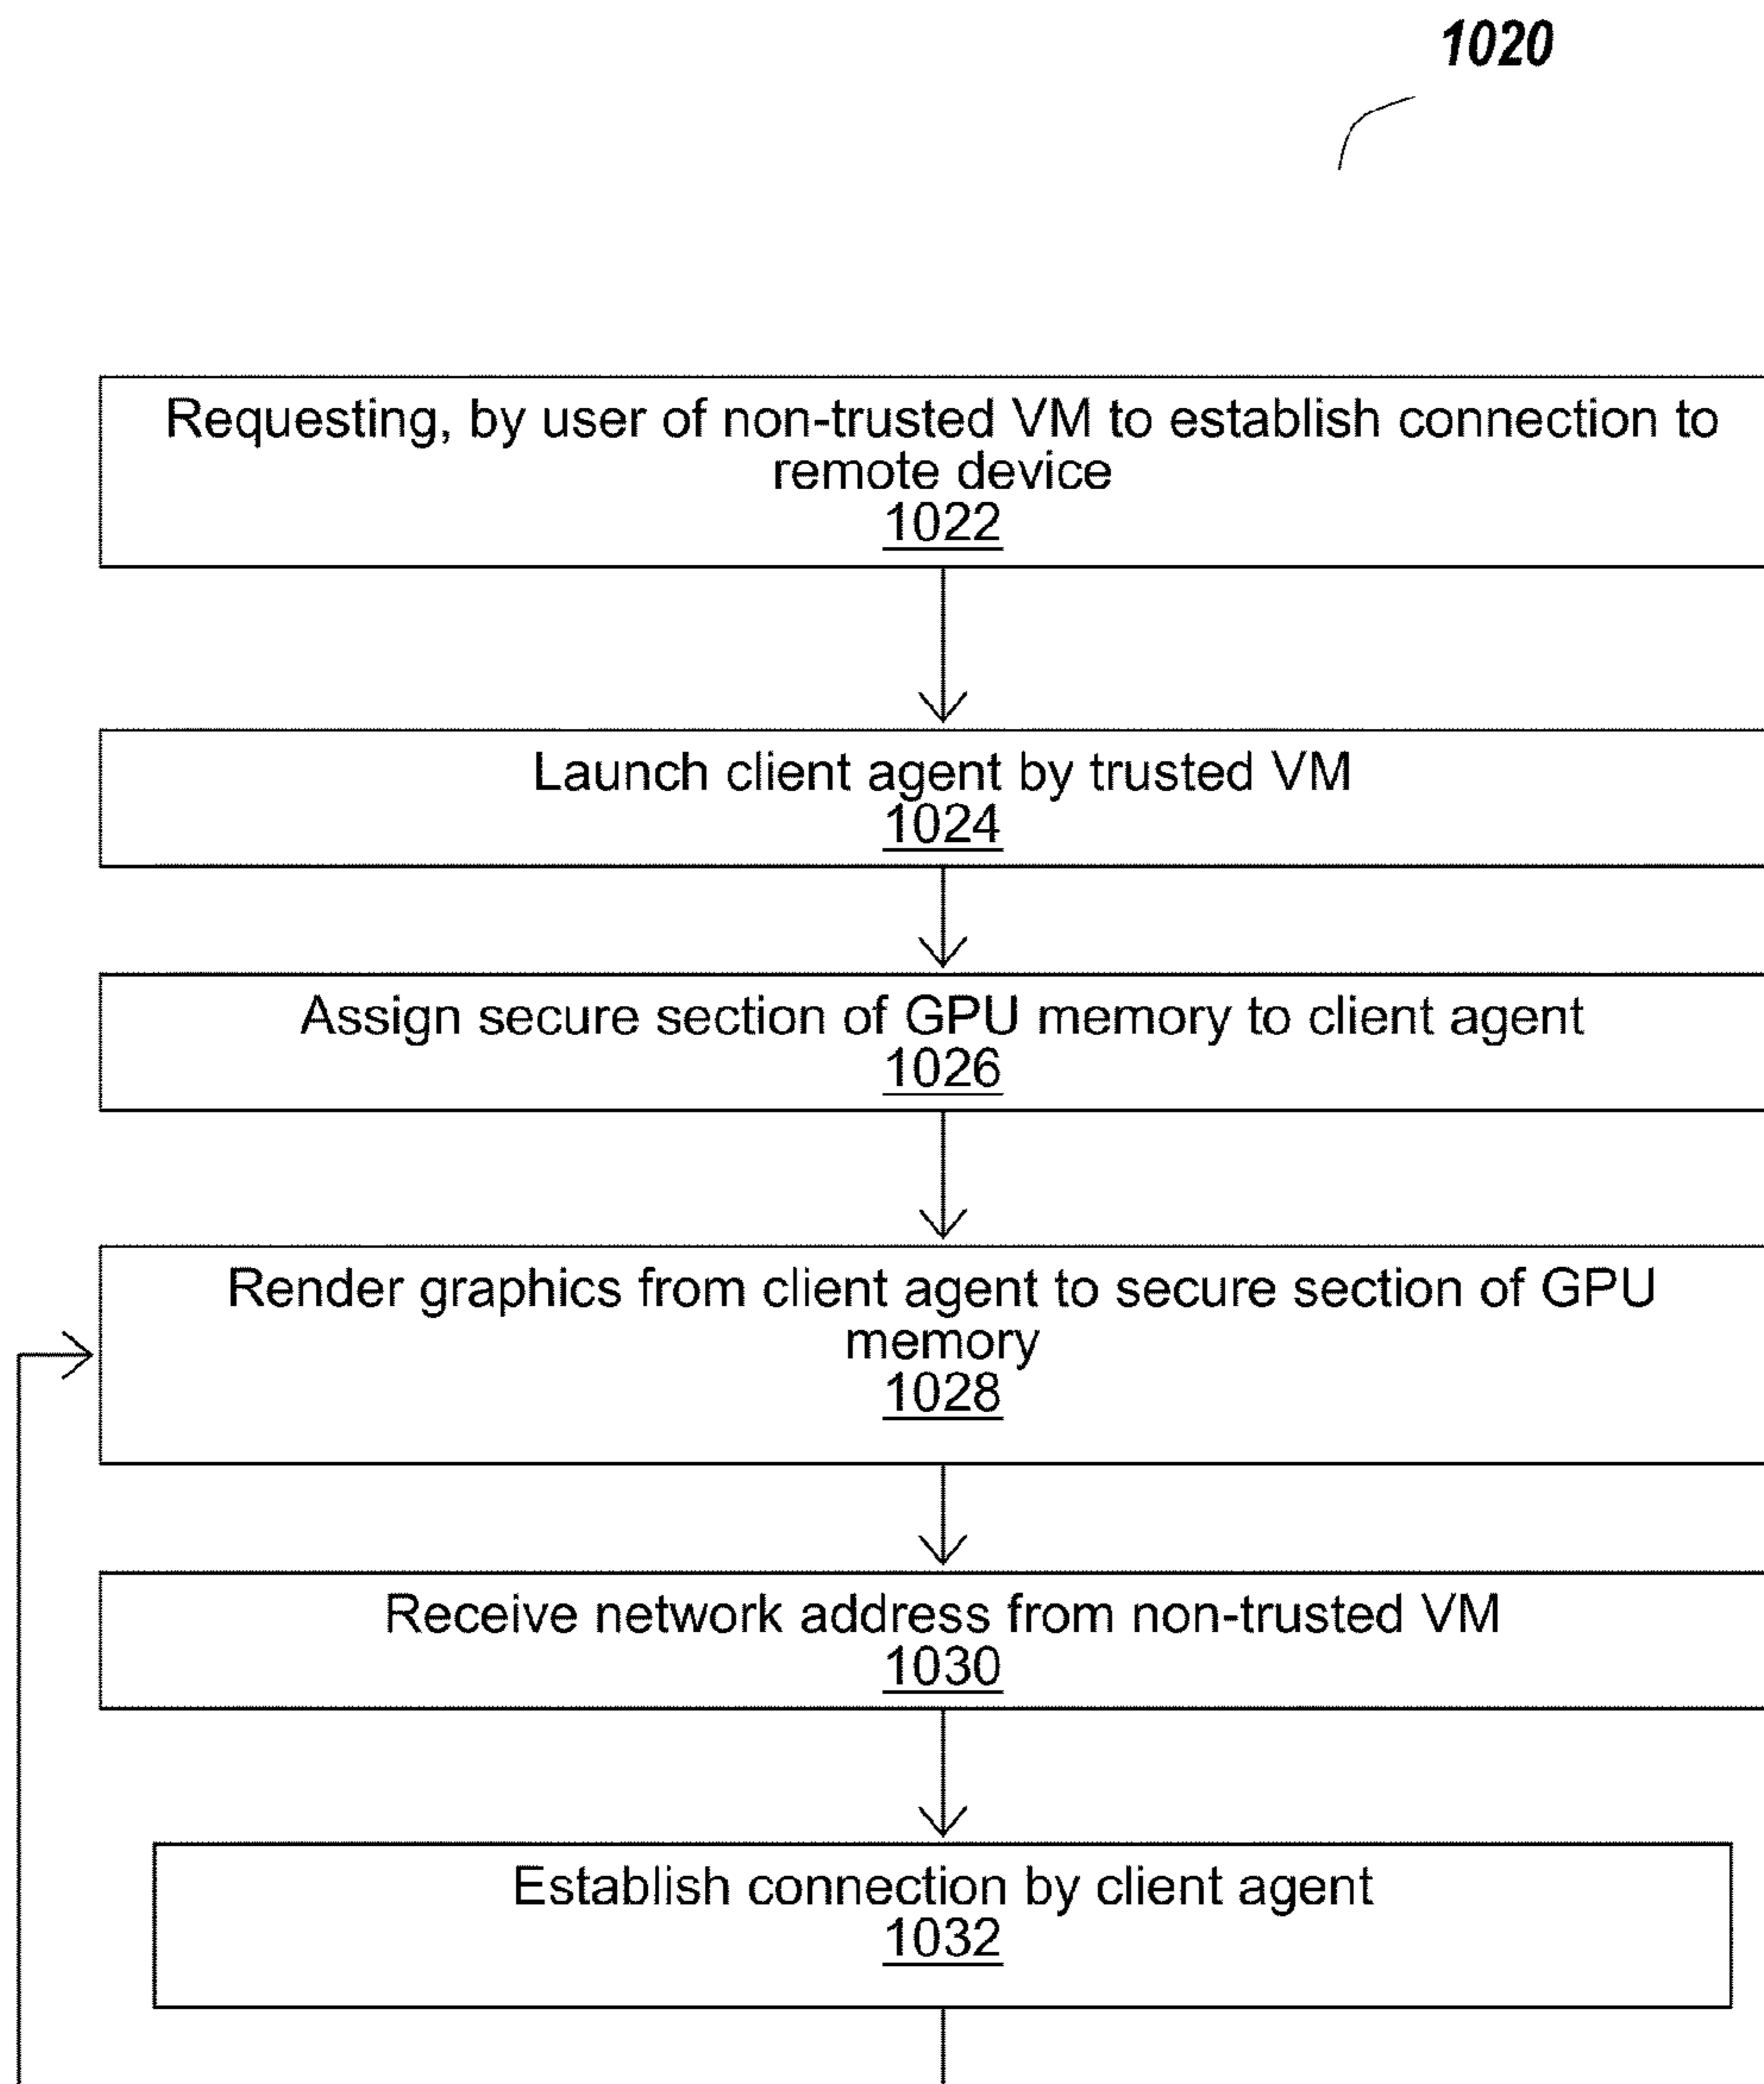 1020
Requesting, by user of non-trusted VM to establish connection to
remote device
1022
Launch client agent by trusted VM
1024
Assign secure section of GPU memory to client agent
1026
Render graphics from client agent to secure section of GPU
memory
1028
Receive network address from non-trusted VM
1030
Establish connection by client agent
1032